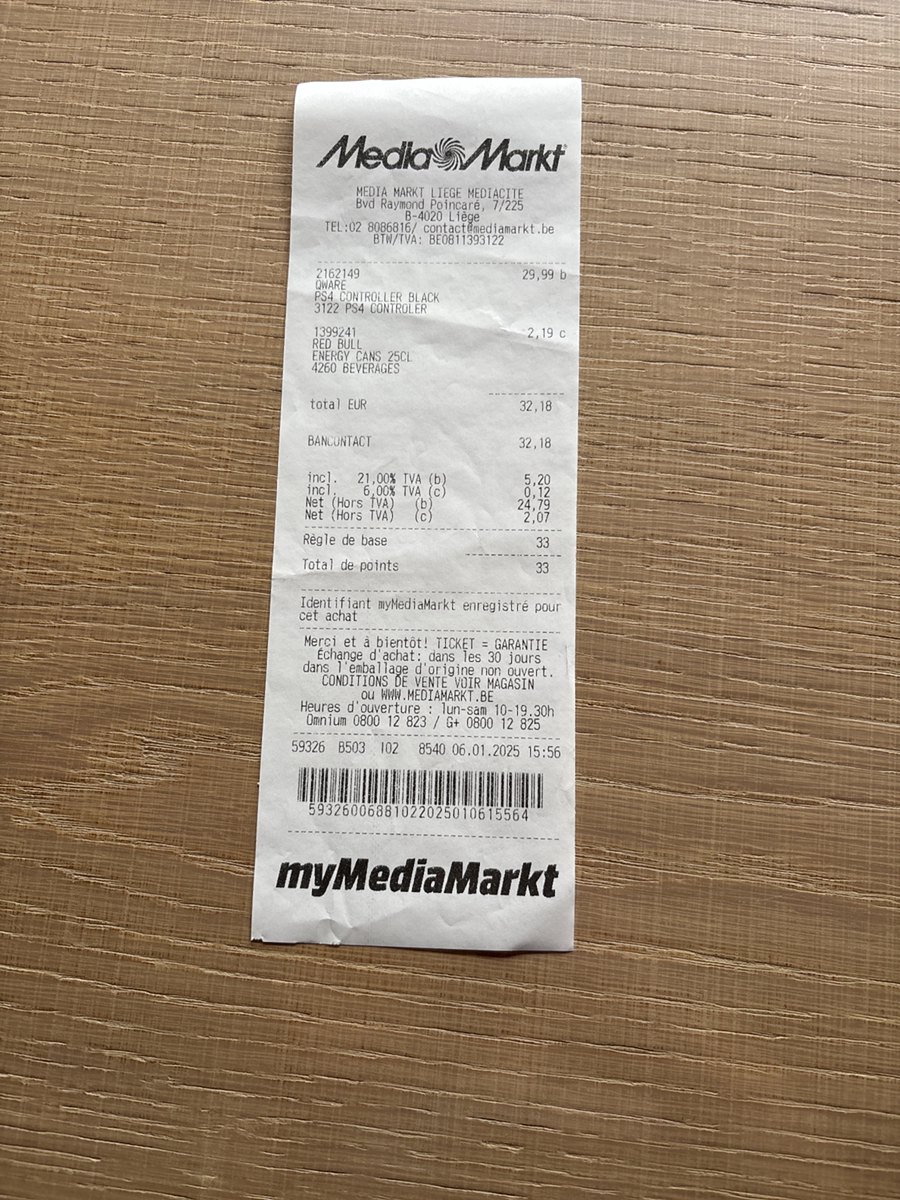 Media Markt
MEDIA MARKT LIEGE MEDIACITE
Bvd Raymond Poincaré, 7/225
B-4020 Liège
TEL:02 8086816/ contact@mediamarkt.be
BTW/TVA: BE0811393122
2162149 29,99 b
QWARE
PS4 CONTROLLER BLACK
3122 PS4 CONTROLER
1399241 2,19 c
RED BULL
ENERGY CANS 25CL
4260 BEVERAGES
total EUR 32,18
BANCONTACT 32,18
incl. 21,00% TVA (b) 5,20
incl. 6,00% TVA (c) 0,12
Net (Hors TVA) (b) 24,79
Net (Hors TVA) (c) 2,07
Règle de base 33
Total de points 33
Identifiant myMediaMarkt enregistré pour
cet achat
Merci et à bientôt! TICKET = GARANTIE
Échange d'achat: dans les 30 jours
dans l'emballage d'origine non ouvert.
CONDITIONS DE VENTE VOIR MAGASIN
ou WWW.MEDIAMARKT.BE
Heures d'ouverture : lun-sam 10-19.30h
Omnium 0800 12 823 / G+ 0800 12 825
59326 B503 I02 8540 06.01.2025 15:56
59326006881022025010615564
myMediaMarkt